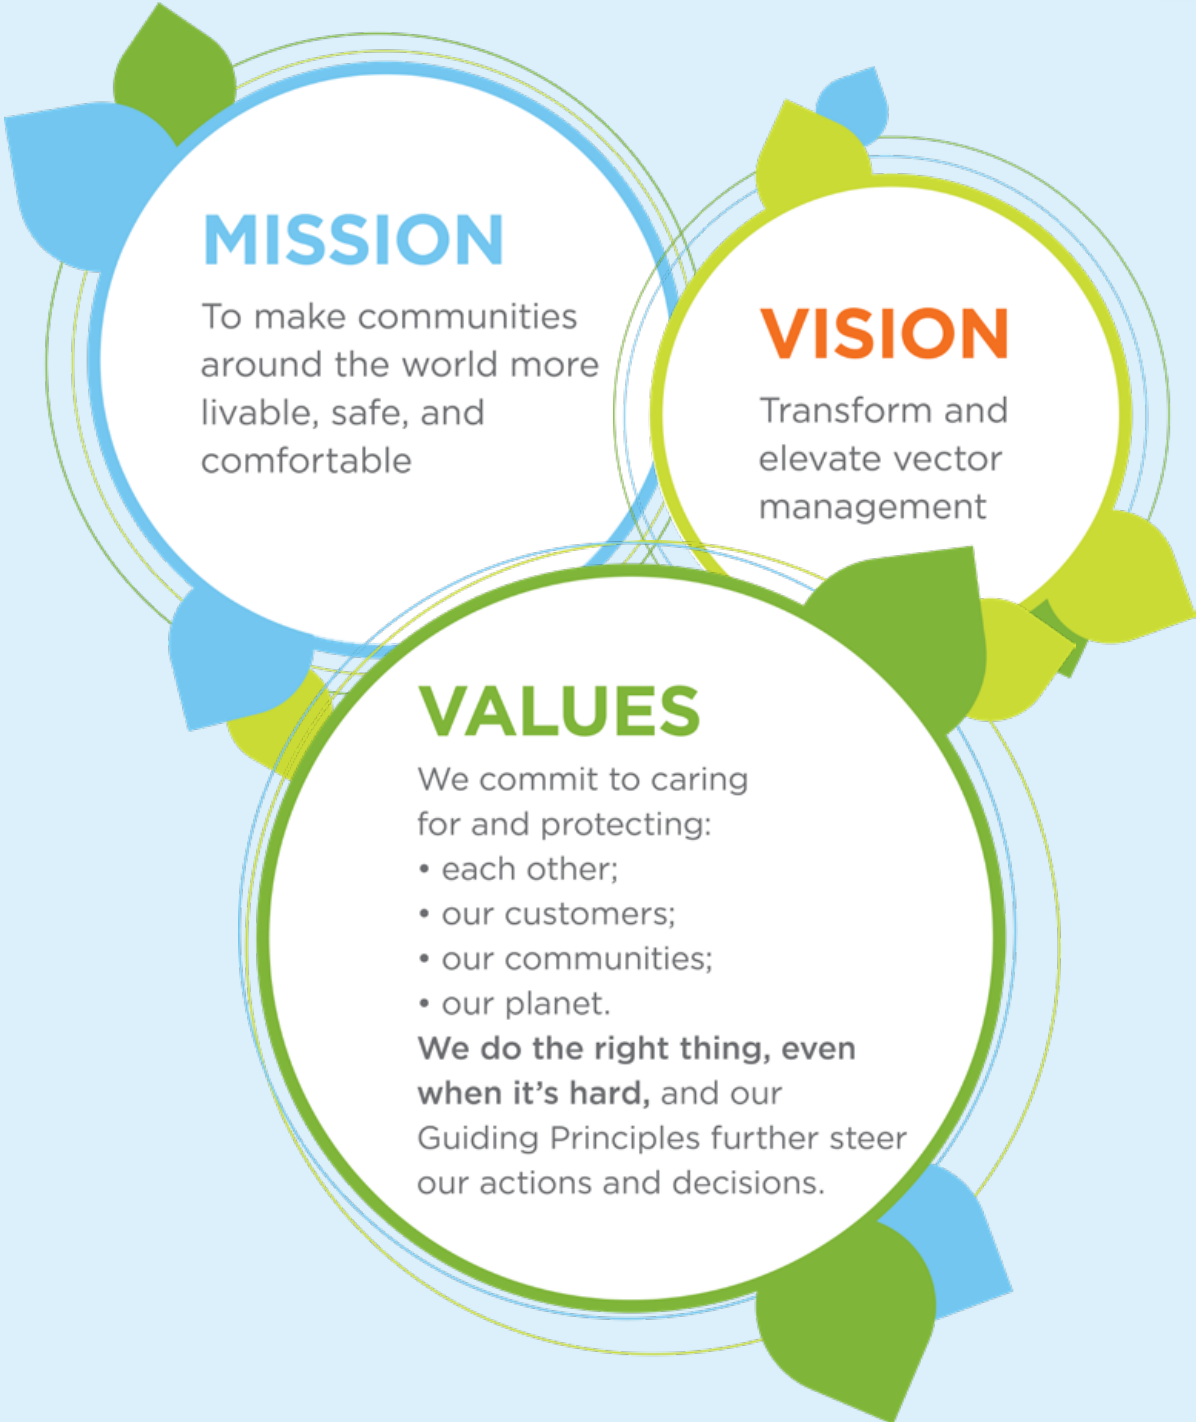 MISSION
To make communities
around the world more
livable, safe, and
comfortable
VISION
Transform and
elevate vector
management
VALUES
We commit to caring
for and protecting:
• each other;
• our customers;
• our communities;
• our planet.
We do the right thing, even
when it’s hard, and our
Guiding Principles further steer
our actions and decisions.